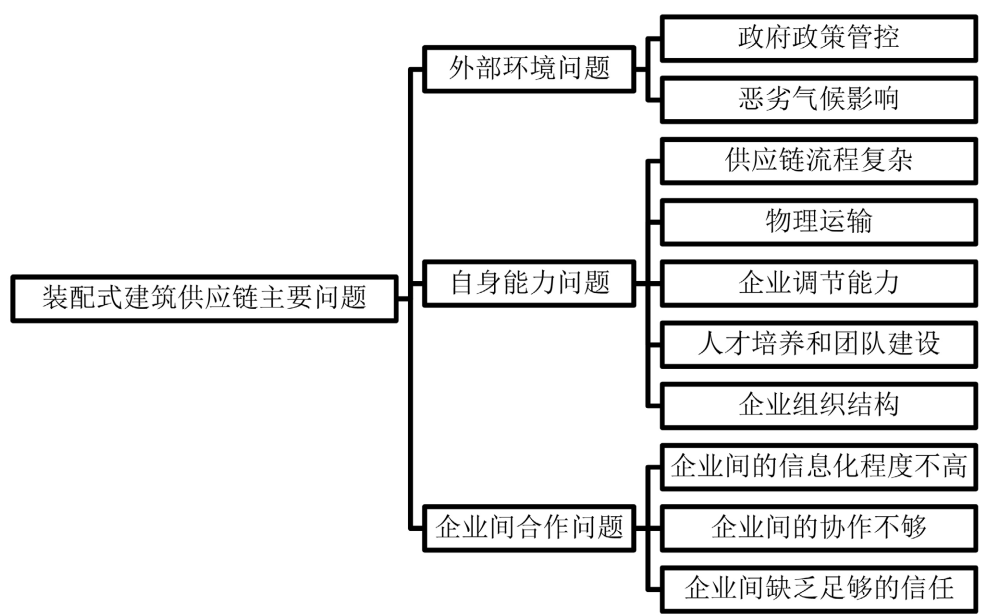 装配式建筑供应链主要问题
外部环境问题
政府政策管控
恶劣气候影响
自身能力问题
供应链流程复杂
物理运输
企业调节能力
人才培养和团队建设
企业组织结构
企业间合作问题
企业间的信息化程度不高
企业间的协作不够
企业间缺乏足够的信任